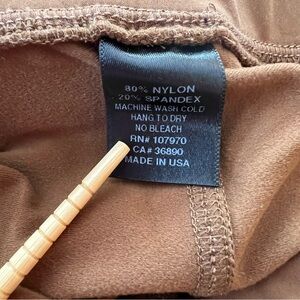 80% NYLON
20% SPANDEX
MACHINE WASH COLD
HANG TO DRY
NO BLEACH
RN# 107970
CA# 36890
MADE IN USA